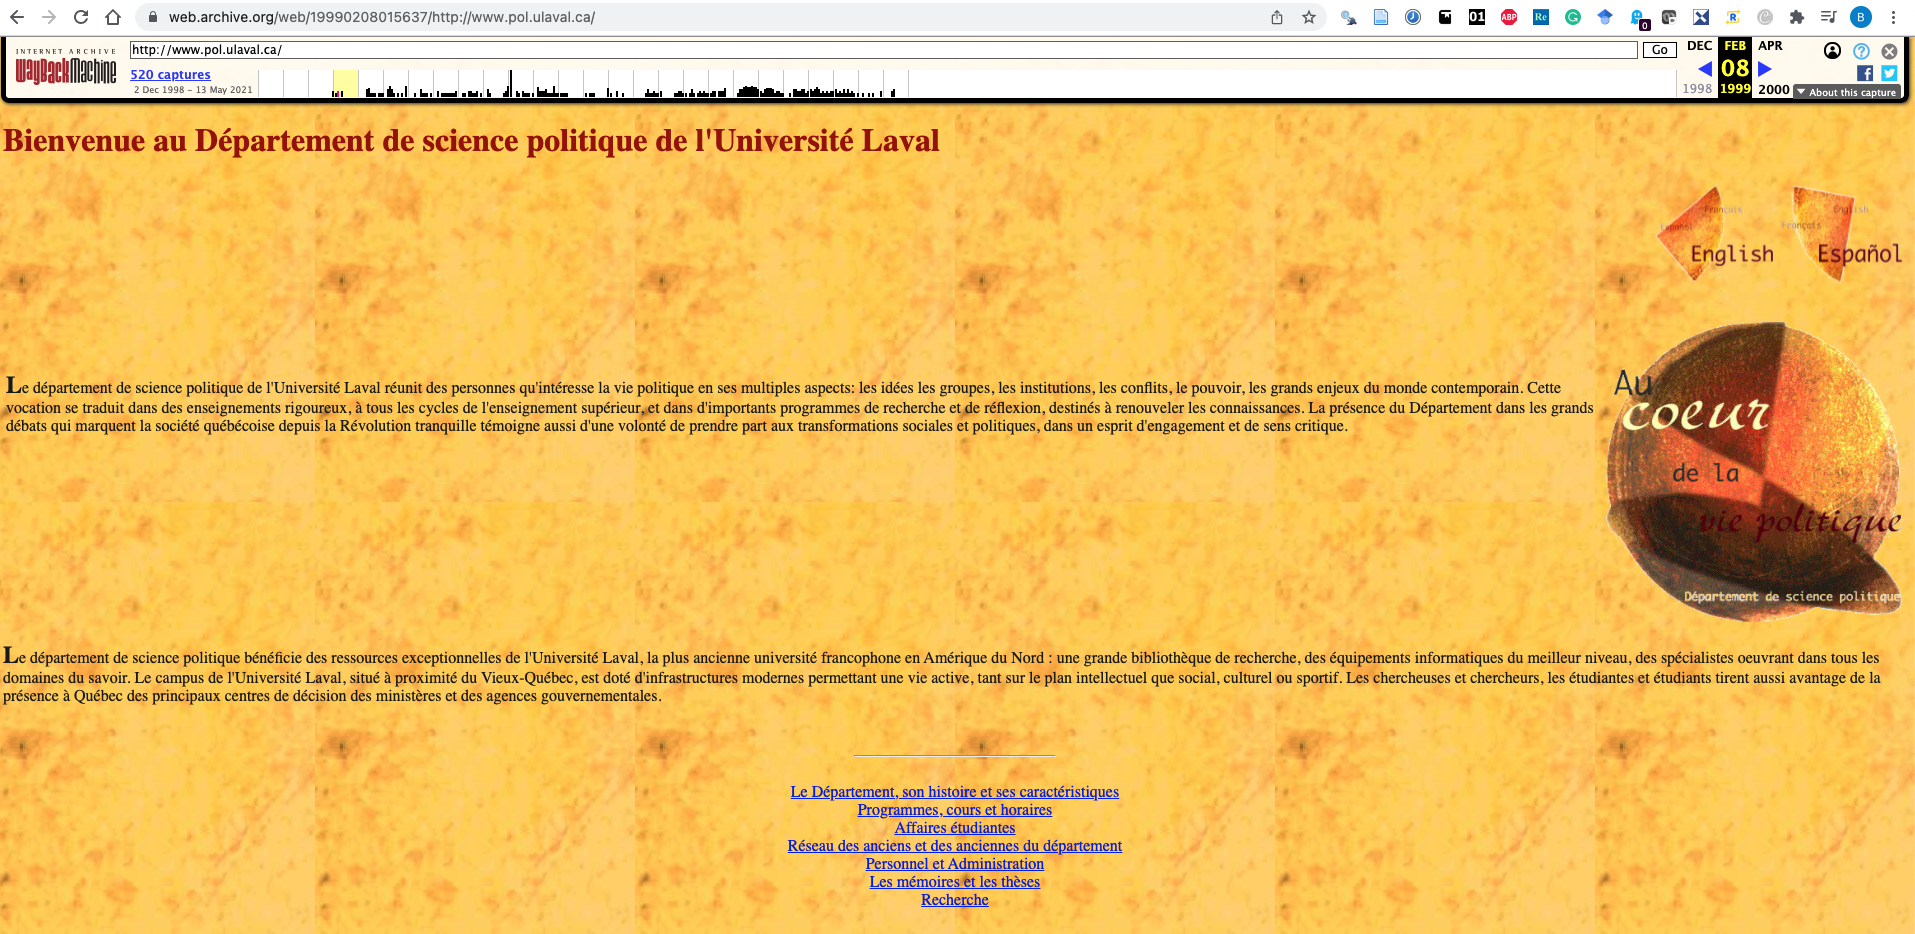 web.archive.org/web/19990208015637/http://www.pol.ulaval.ca/
01
ABP
Re
G
R
0
B
INTERNET ARCHIVE
WayBackMachine
http://www.pol.ulaval.ca/
Go
DEC FEB APR
520 captures
08
2 Dec 1998 – 13 May 2021
1998 1999 2000
About this capture
Bienvenue au Département de science politique de l'Université Laval
Français English
Español Français
English Español
Le département de science politique de l'Université Laval réunit des personnes qu'intéresse la vie politique en ses multiples aspects: les idées les groupes, les institutions, les conflits, le pouvoir, les grands enjeux du monde contemporain. Cette
vocation se traduit dans des enseignements rigoureux, à tous les cycles de l'enseignement supérieur, et dans d'importants programmes de recherche et de réflexion, destinés à renouveler les connaissances. La présence du Département dans les grands
débats qui marquent la société québécoise depuis la Révolution tranquille témoigne aussi d'une volonté de prendre part aux transformations sociales et politiques, dans un esprit d'engagement et de sens critique.
Au
coeur
de la
vie politique
Département de science politique
Le département de science politique bénéficie des ressources exceptionnelles de l'Université Laval, la plus ancienne université francophone en Amérique du Nord : une grande bibliothèque de recherche, des équipements informatiques du meilleur niveau, des spécialistes oeuvrant dans tous les
domaines du savoir. Le campus de l'Université Laval, situé à proximité du Vieux-Québec, est doté d'infrastructures modernes permettant une vie active, tant sur le plan intellectuel que social, culturel ou sportif. Les chercheuses et chercheurs, les étudiantes et étudiants tirent aussi avantage de la
présence à Québec des principaux centres de décision des ministères et des agences gouvernementales.
Le Département, son histoire et ses caractéristiques
Programmes, cours et horaires
Affaires étudiantes
Réseau des anciens et des anciennes du département
Personnel et Administration
Les mémoires et les thèses
Recherche